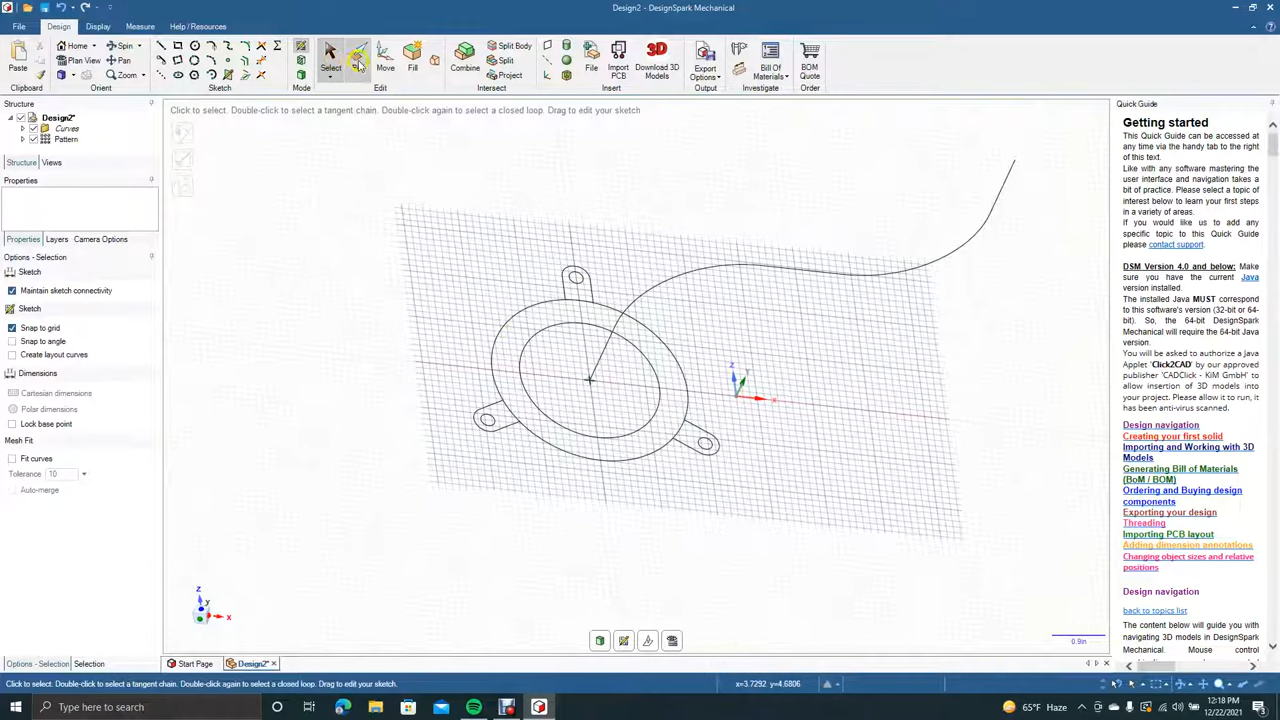 Design2 - DesignSpark Mechanical
File
Design
Display
Measure
Help / Resources
Paste
Home
Spin
Plan View
Pan
Zoom
Select
Pull
Move
Fill
Combine
Split Body
Split
Project
File
Import
PCB
Download 3D
Models
Export
Options
Bill of
Materials
BOM
Quote
Clipboard
Orient
Sketch
Mode
Edit
Intersect
Insert
Output
Investigate
Order
Structure
Design2*
Curves
Pattern
Structure
Views
Properties
Properties
Layers
Camera Options
Options - Selection
Sketch
Maintain sketch connectivity
Sketch
Snap to grid
Snap to angle
Create layout curves
Dimensions
Cartesian dimensions
Polar dimensions
Lock base point
Mesh Fit
Fit curves
Tolerance
10
Auto-merge
Options - Selection
Selection
Click to select. Double-click to select a tangent chain. Double-click again to select a closed loop. Drag to edit your sketch
z
y
x
z
y
x
0.9in
Start Page
Design2*
Quick Guide
Getting started
This Quick Guide can be accessed at
any time via the handy tab to the right
of this text.
Like with any software mastering the
user interface and navigation takes a
bit of practice. Please select a topic of
interest below to learn your first steps
in a variety of areas.
If you would like us to add any
specific topic to this Quick Guide
please contact support.
DSM Version 4.0 and below: Make
sure you have the current Java
version installed.
The installed Java MUST correspond
to this software's version (32-bit or 64-
bit). So, the 64-bit DesignSpark
Mechanical will require the 64-bit Java
version.
You will be asked to authorize a Java
Applet 'Click2CAD' by our approved
publisher 'CADClick - KIM GmbH' to
allow insertion of 3D models into
your project. Please allow it to run, it
has been anti-virus scanned.
Design navigation
Creating your first solid
Importing and Working with 3D
Models
Generating Bill of Materials
(BoM / BOM)
Ordering and Buying design
components
Exporting your design
Threading
Importing PCB layout
Adding dimension annotations
Changing object sizes and relative
positions
Design navigation
back to topics list
The content below will guide you with
navigating 3D models in DesignSpark
Mechanical. Mouse control
Click to select. Double-click to select a tangent chain. Double-click again to select a closed loop. Drag to edit your sketch.
x=3.7292 y=4.6806
Type here to search
65°F Haze
12:18 PM
12/22/2021